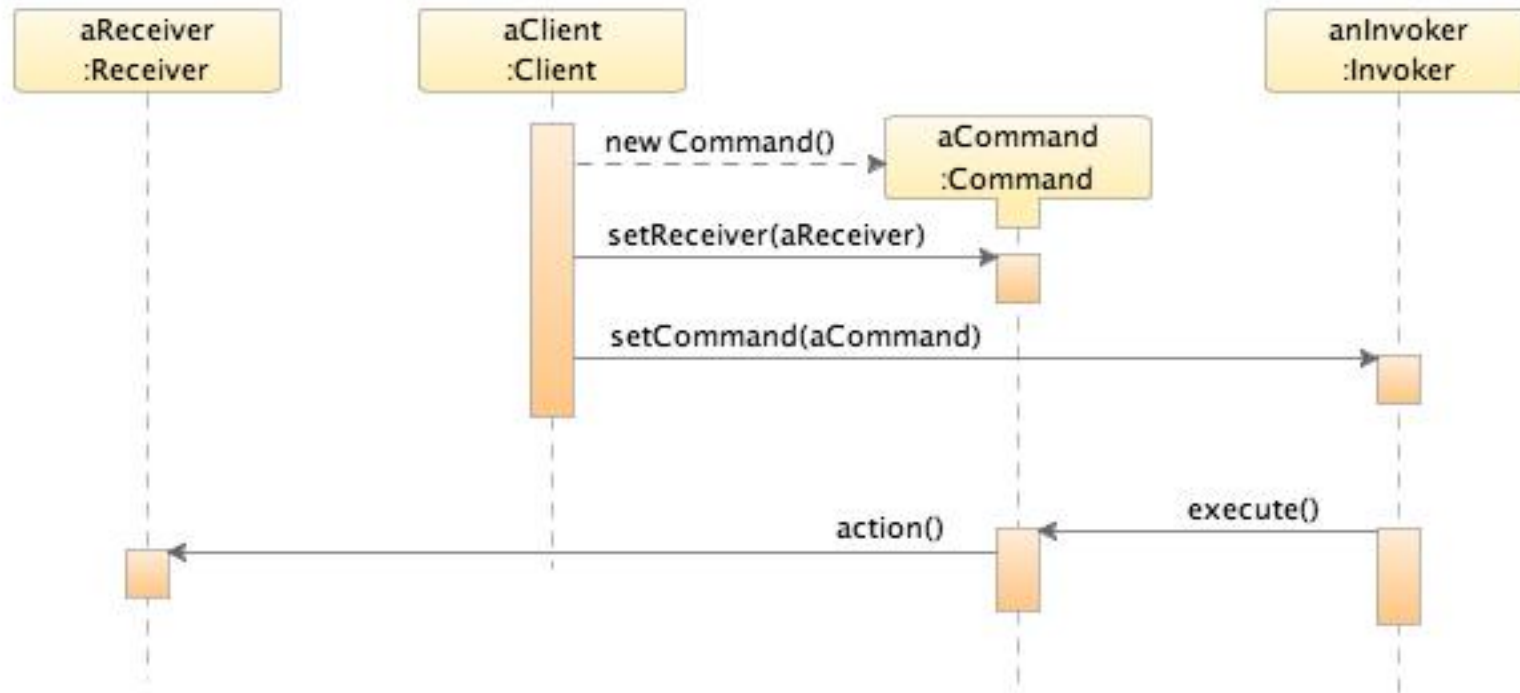 aReceiver
:Receiver
aClient
:Client
anInvoker
:Invoker
new Command()
aCommand
:Command
setReceiver(aReceiver)
setCommand(aCommand)
execute()
action()